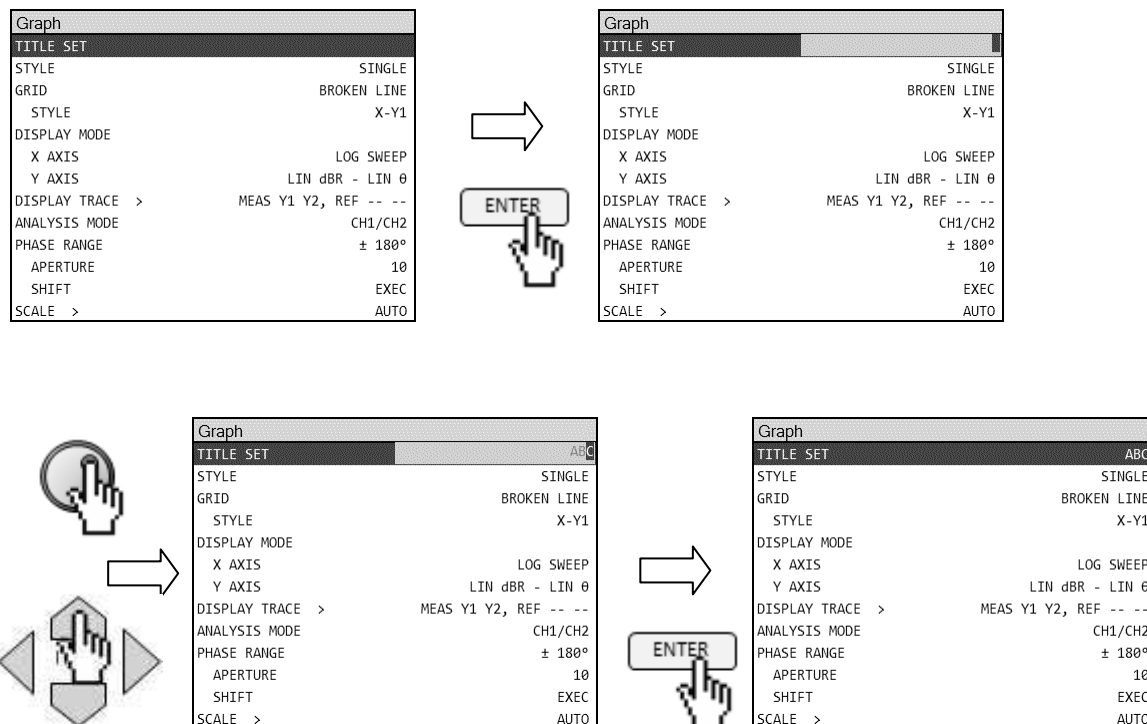 Graph
TITLE SET
STYLE SINGLE
GRID BROKEN LINE
STYLE X-Y1
DISPLAY MODE
X AXIS LOG SWEEP
Y AXIS LIN dBR - LIN θ
DISPLAY TRACE > MEAS Y1 Y2, REF -- --
ANALYSIS MODE CH1/CH2
PHASE RANGE ± 180°
APERTURE 10
SHIFT EXEC
SCALE > AUTO
ENTER
Graph
TITLE SET
STYLE SINGLE
GRID BROKEN LINE
STYLE X-Y1
DISPLAY MODE
X AXIS LOG SWEEP
Y AXIS LIN dBR - LIN θ
DISPLAY TRACE > MEAS Y1 Y2, REF -- --
ANALYSIS MODE CH1/CH2
PHASE RANGE ± 180°
APERTURE 10
SHIFT EXEC
SCALE > AUTO
Graph
TITLE SET ABC
STYLE SINGLE
GRID BROKEN LINE
STYLE X-Y1
DISPLAY MODE
X AXIS LOG SWEEP
Y AXIS LIN dBR - LIN θ
DISPLAY TRACE > MEAS Y1 Y2, REF -- --
ANALYSIS MODE CH1/CH2
PHASE RANGE ± 180°
APERTURE 10
SHIFT EXEC
SCALE > AUTO
ENTER
Graph
TITLE SET ABC
STYLE SINGLE
GRID BROKEN LINE
STYLE X-Y1
DISPLAY MODE
X AXIS LOG SWEEP
Y AXIS LIN dBR - LIN θ
DISPLAY TRACE > MEAS Y1 Y2, REF -- --
ANALYSIS MODE CH1/CH2
PHASE RANGE ± 180°
APERTURE 10
SHIFT EXEC
SCALE > AUTO